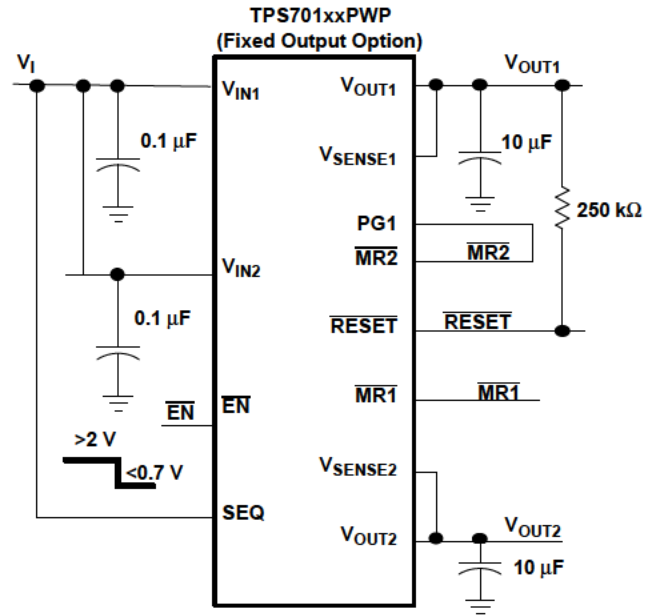 TPS701xxPWP
(Fixed Output Option)
VI
VIN1
VOUT1
VOUT1
0.1 μF
10 μF
VSENSE1
250 kΩ
PG1
MR2
MR2
VIN2
0.1 μF
RESET
RESET
EN
EN
MR1
MR1
>2 V
<0.7 V
VSENSE2
SEQ
VOUT2
VOUT2
10 μF